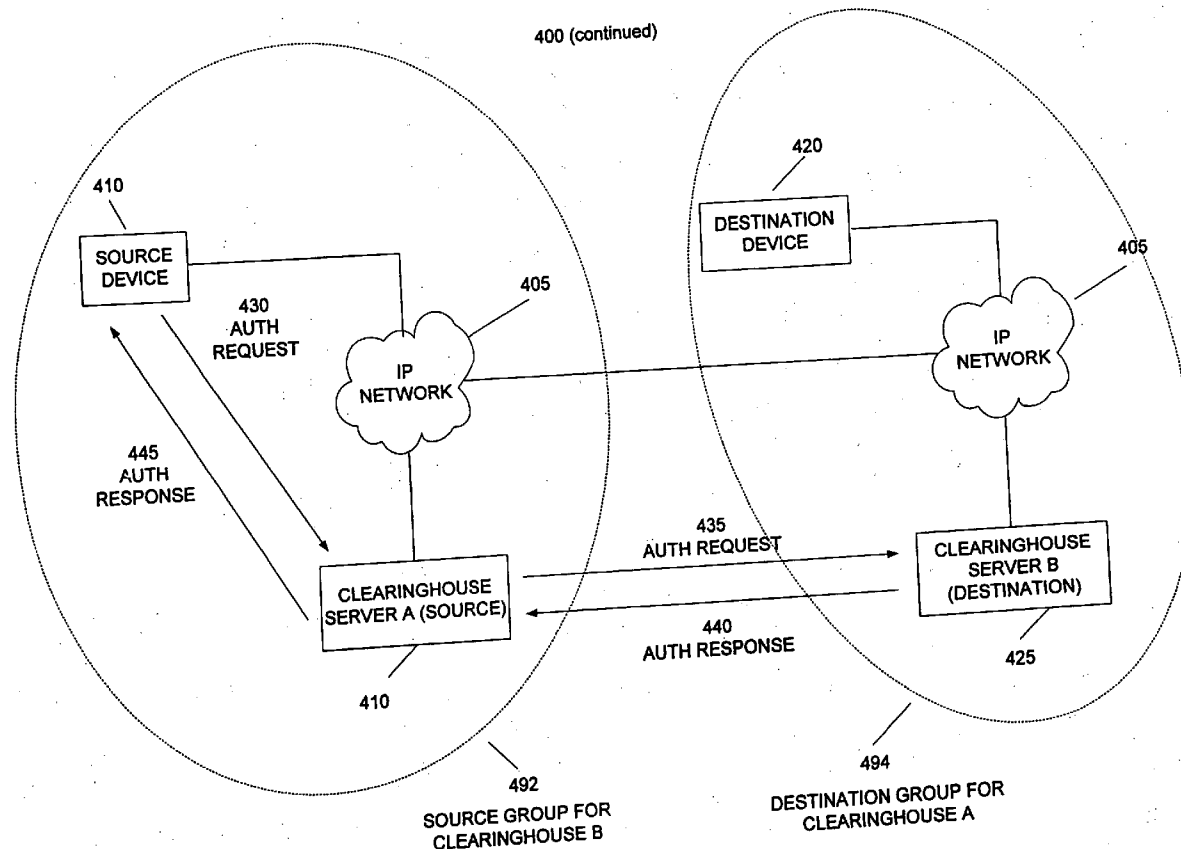 400 (continued)
410
SOURCE
DEVICE
430
AUTH
REQUEST
405
IP
NETWORK
445
AUTH
RESPONSE
CLEARINGHOUSE
SERVER A (SOURCE)
410
420
DESTINATION
DEVICE
405
IP
NETWORK
435
AUTH REQUEST
440
AUTH RESPONSE
CLEARINGHOUSE
SERVER B
(DESTINATION)
425
492
SOURCE GROUP FOR
CLEARINGHOUSE B
494
DESTINATION GROUP FOR
CLEARINGHOUSE A